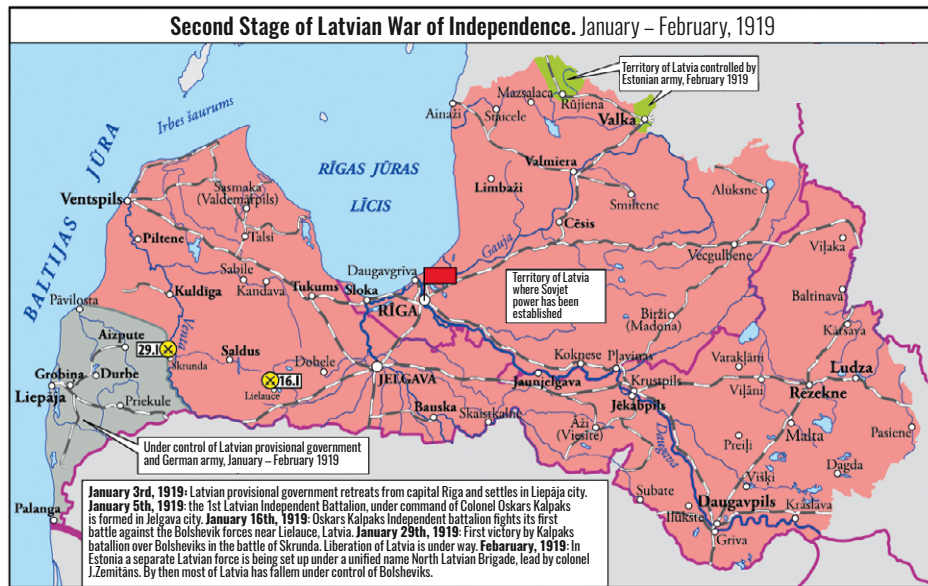 Second Stage of Latvian War of Independence. January – February, 1919
Territory of Latvia controlled by
Estonian army, February 1919
BALTIJAS JŪRA
Irbes šaurums
RĪGAS JŪRAS
LĪCIS
Ainaži
Mazsalaca
Staicele
Rūjiena
Valka
Valmiera
Limbaži
Smiltene
Alūksne
Cēsis
Gauja
Vecgulbene
Viļaka
Ventspils
Sasmaka
(Valdemārpils)
Piltene
Talsi
Sabile
Kandava
Kuldīga
Tukums
Daugavgrīva
Sloka
RĪGA
Territory of Latvia
where Sovjet
power has been
established
Birži
(Madona)
Baltinava
Kārsava
Pāvilosta
Aizpute
Venta
29.I
Skrunda
Saldus
Dobele
16.I
Lielauce
JELGAVA
Koknese
Pļaviņas
Jaunjelgava
Krustpils
Jēkabpils
Varakļāni
Viļāni
Rēzekne
Ludza
Grobiņa
Durbe
Liepāja
Priekule
Bauska
Skaistkalne
Āži
(Viesīte)
Daugava
Preiļi
Malta
Pasiene
Under control of Latvian provisional government
and German army, January – February 1919
Višķi
Dagda
Subate
Daugavpils
Krāslava
Ilūkste
Grīva
Palanga
January 3rd, 1919: Latvian provisional government retreats from capital Rīga and settles in Liepāja city.
January 5th, 1919: the 1st Latvian Independent Battalion, under command of Colonel Oskars Kalpaks
is formed in Jelgava city. January 16th, 1919: Oskars Kalpaks Independent battalion fights its first
battle against the Bolshevik forces near Lielauce, Latvia. January 29th, 1919: First victory by Kalpaks
batallion over Bolsheviks in the battle of Skrunda. Liberation of Latvia is under way. Febaruary, 1919: In
Estonia a separate Latvian force is being set up under a unified name North Latvian Brigade, lead by colonel
J.Zemitāns. By then most of Latvia has fallem under control of Bolsheviks.